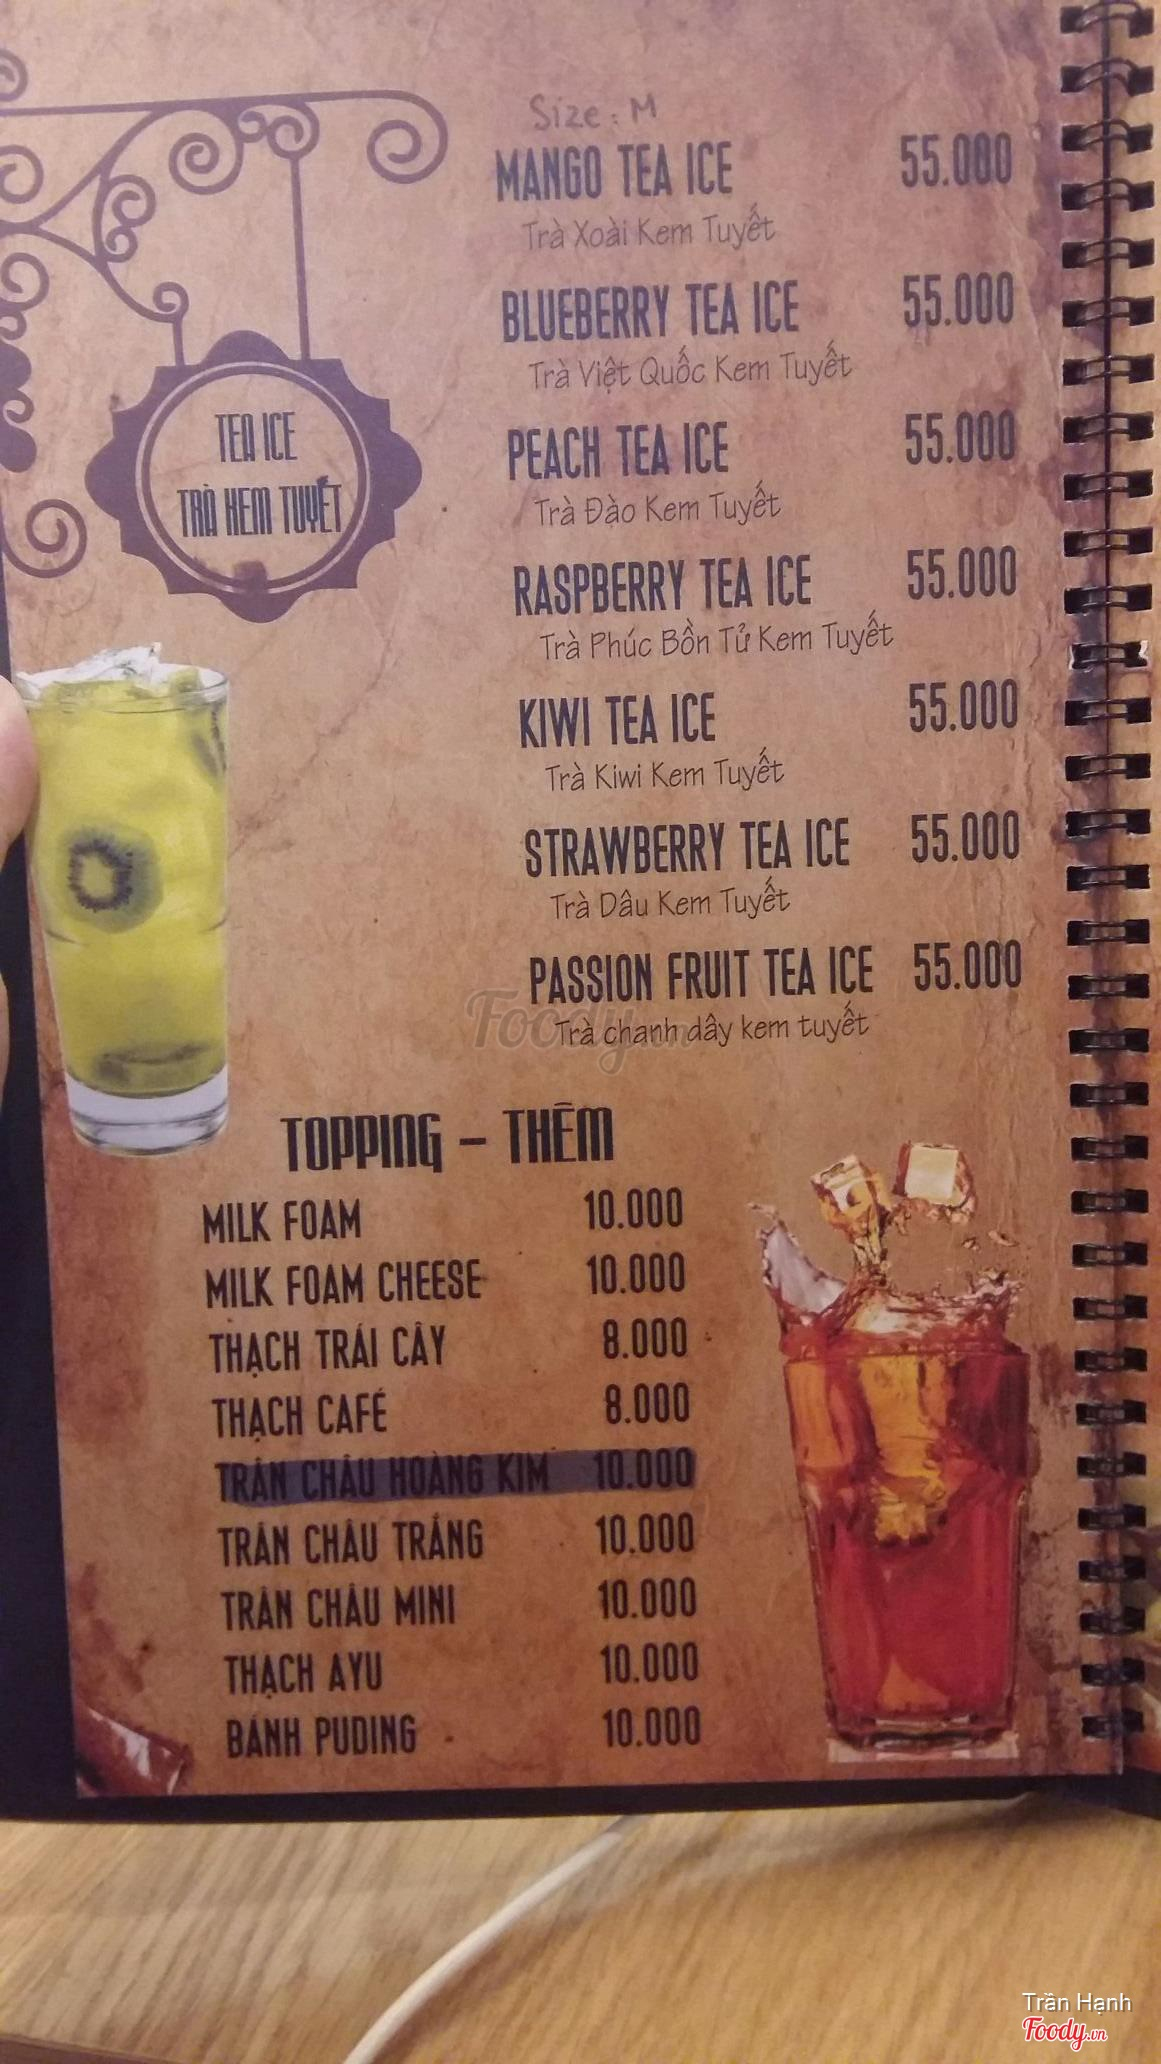 Size: M
MANGO TEA ICE 55.000
Trà Xoài Kem Tuyết
BLUEBERRY TEA ICE 55.000
Trà Việt Quốc Kem Tuyết
TEA ICE
TRÀ KEM TUYẾT
PEACH TEA ICE 55.000
Trà Đào Kem Tuyết
RASPBERRY TEA ICE 55.000
Trà Phúc Bồn Tử Kem Tuyết
KIWI TEA ICE 55.000
Trà Kiwi Kem Tuyết
STRAWBERRY TEA ICE 55.000
Trà Dâu Kem Tuyết
PASSION FRUIT TEA ICE 55.000
Trà chanh dây kem tuyết
Foody.vn
TOPPING - THÊM
MILK FOAM 10.000
MILK FOAM CHEESE 10.000
THẠCH TRÁI CÂY 8.000
THẠCH CAFÉ 8.000
TRÂN CHÂU HOÀNG KIM 10.000
TRÂN CHÂU TRẮNG 10.000
TRÂN CHÂU MINI 10.000
THẠCH AYU 10.000
BÁNH PUDING 10.000
Trần Hạnh
Foody.vn